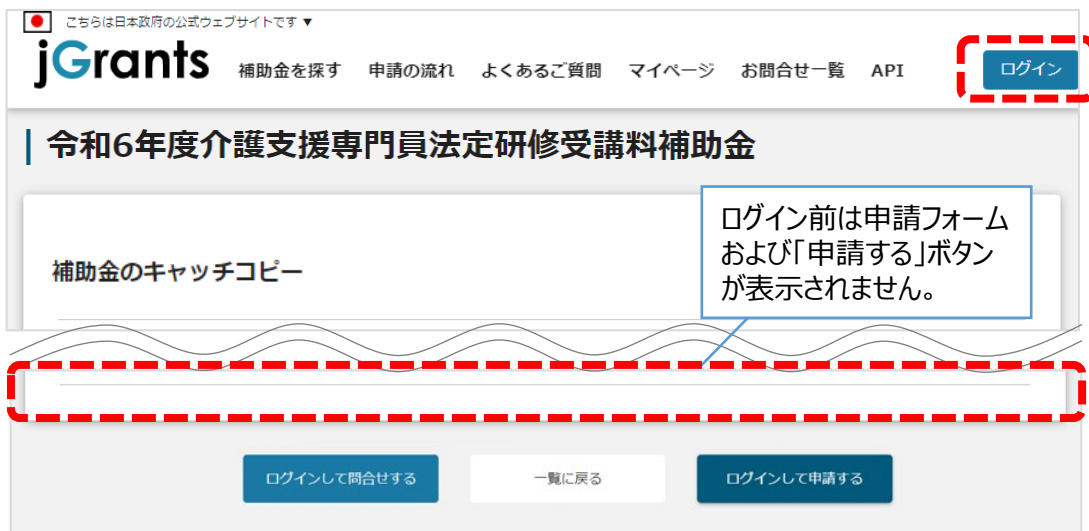 こちらは日本政府の公式ウェブサイトです ▼
jGrants 補助金を探す 申請の流れ よくあるご質問 マイページ お問合せ一覧 API ログイン
令和6年度介護支援専門員法定研修受講料補助金
ログイン前は申請フォーム
および「申請する」ボタン
が表示されません。
補助金のキャッチコピー
ログインして問合せする 一覧に戻る ログインして申請する